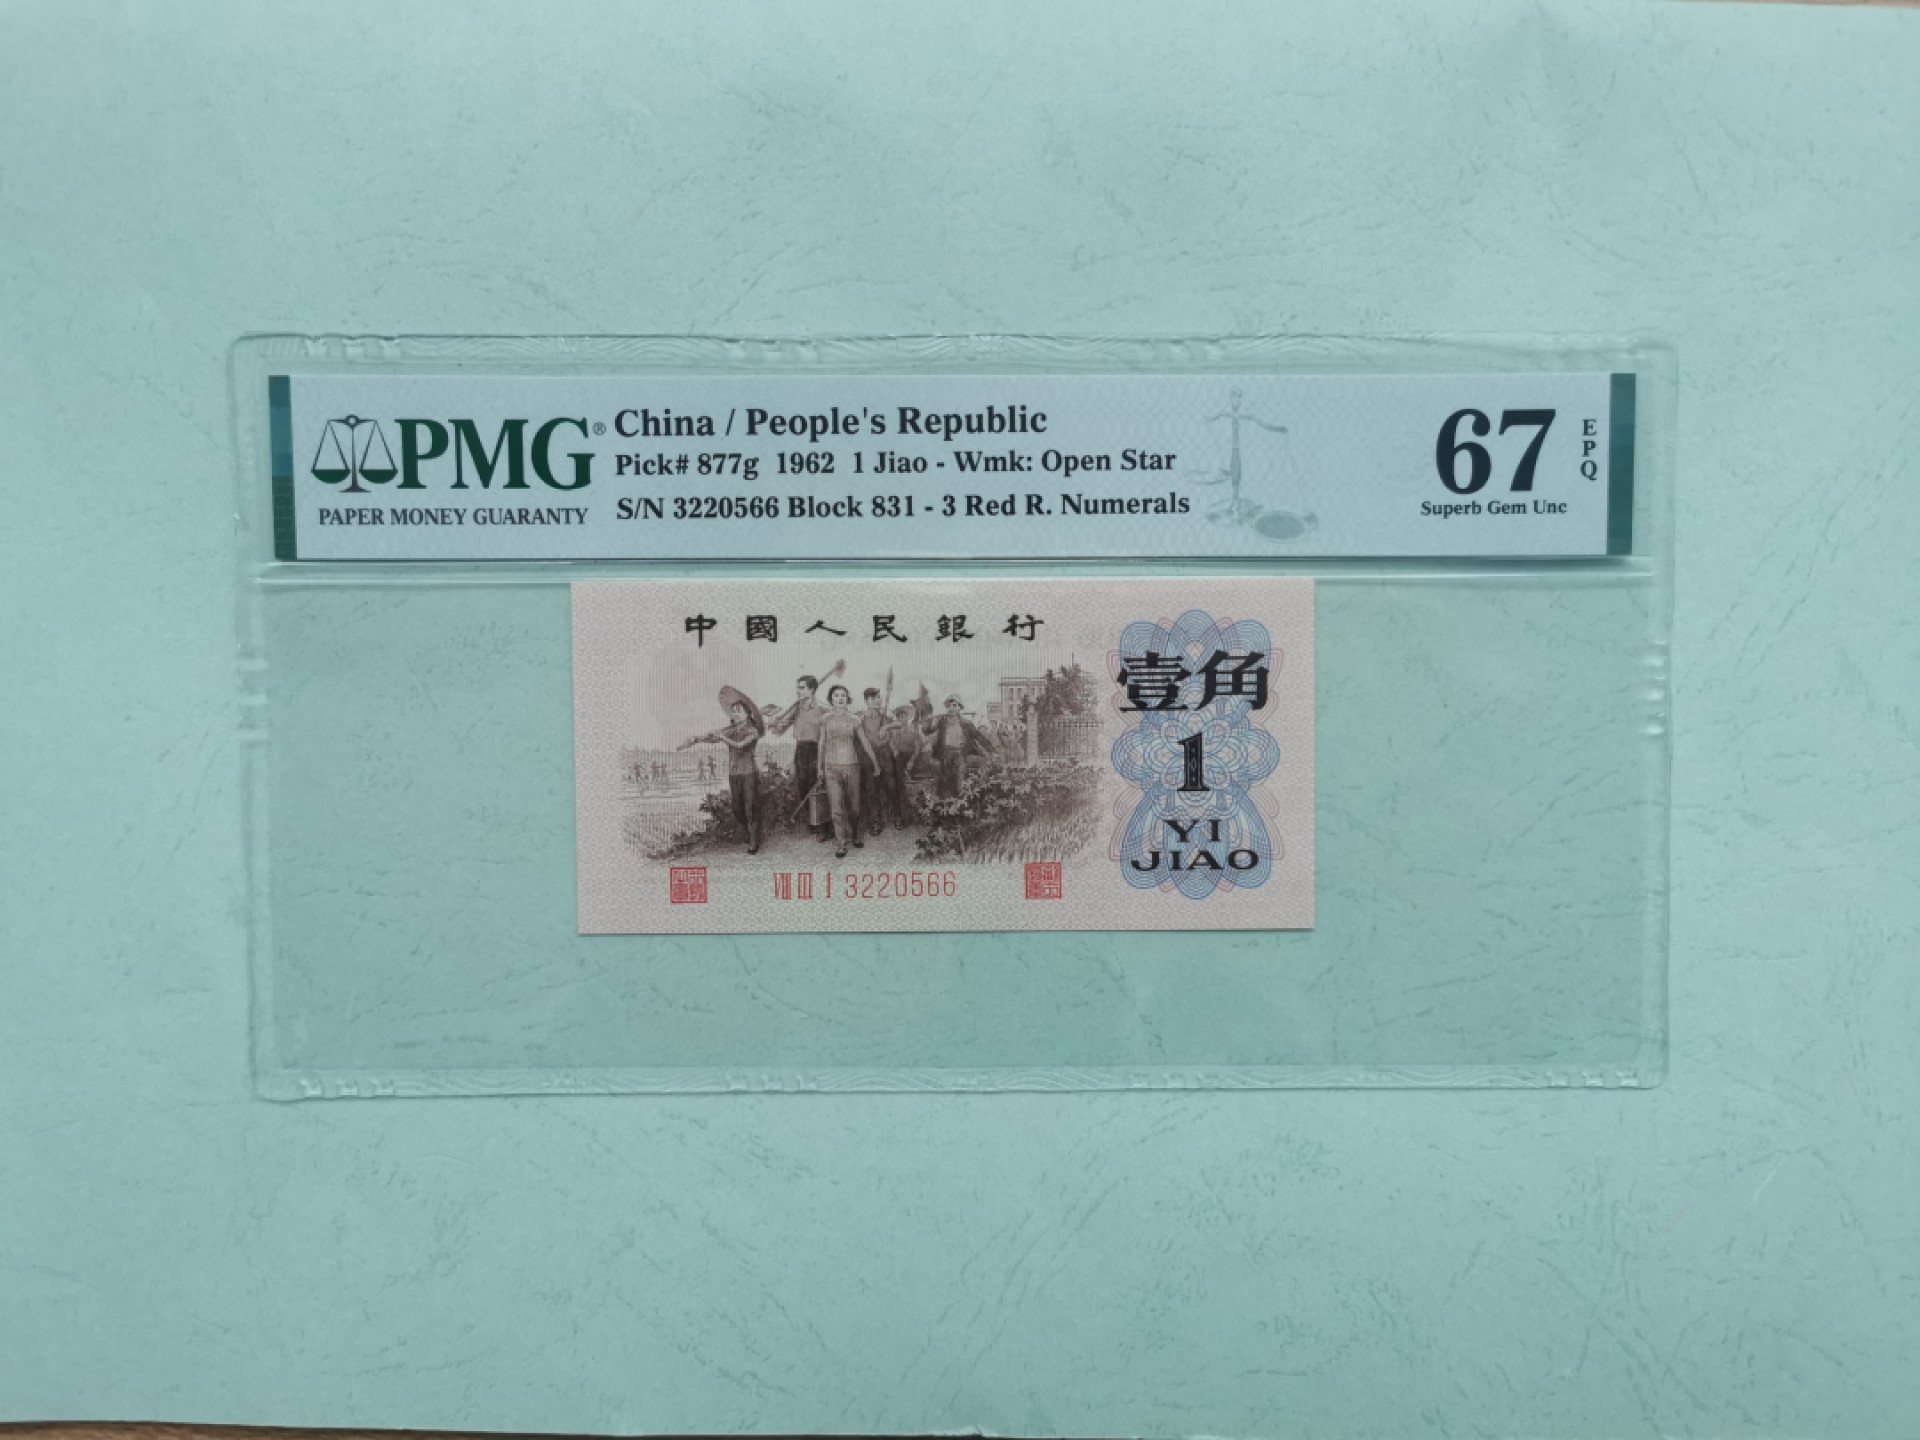 PMG®
PAPER MONEY GUARANTY
China / People's Republic
Pick# 877g 1962 1 Jiao - Wmk: Open Star
S/N 3220566 Block 831 - 3 Red R. Numerals
67
EPQ
Superb Gem Unc
中國人民銀行
壹角
1
YI
JIAO
VIII III I 3220566